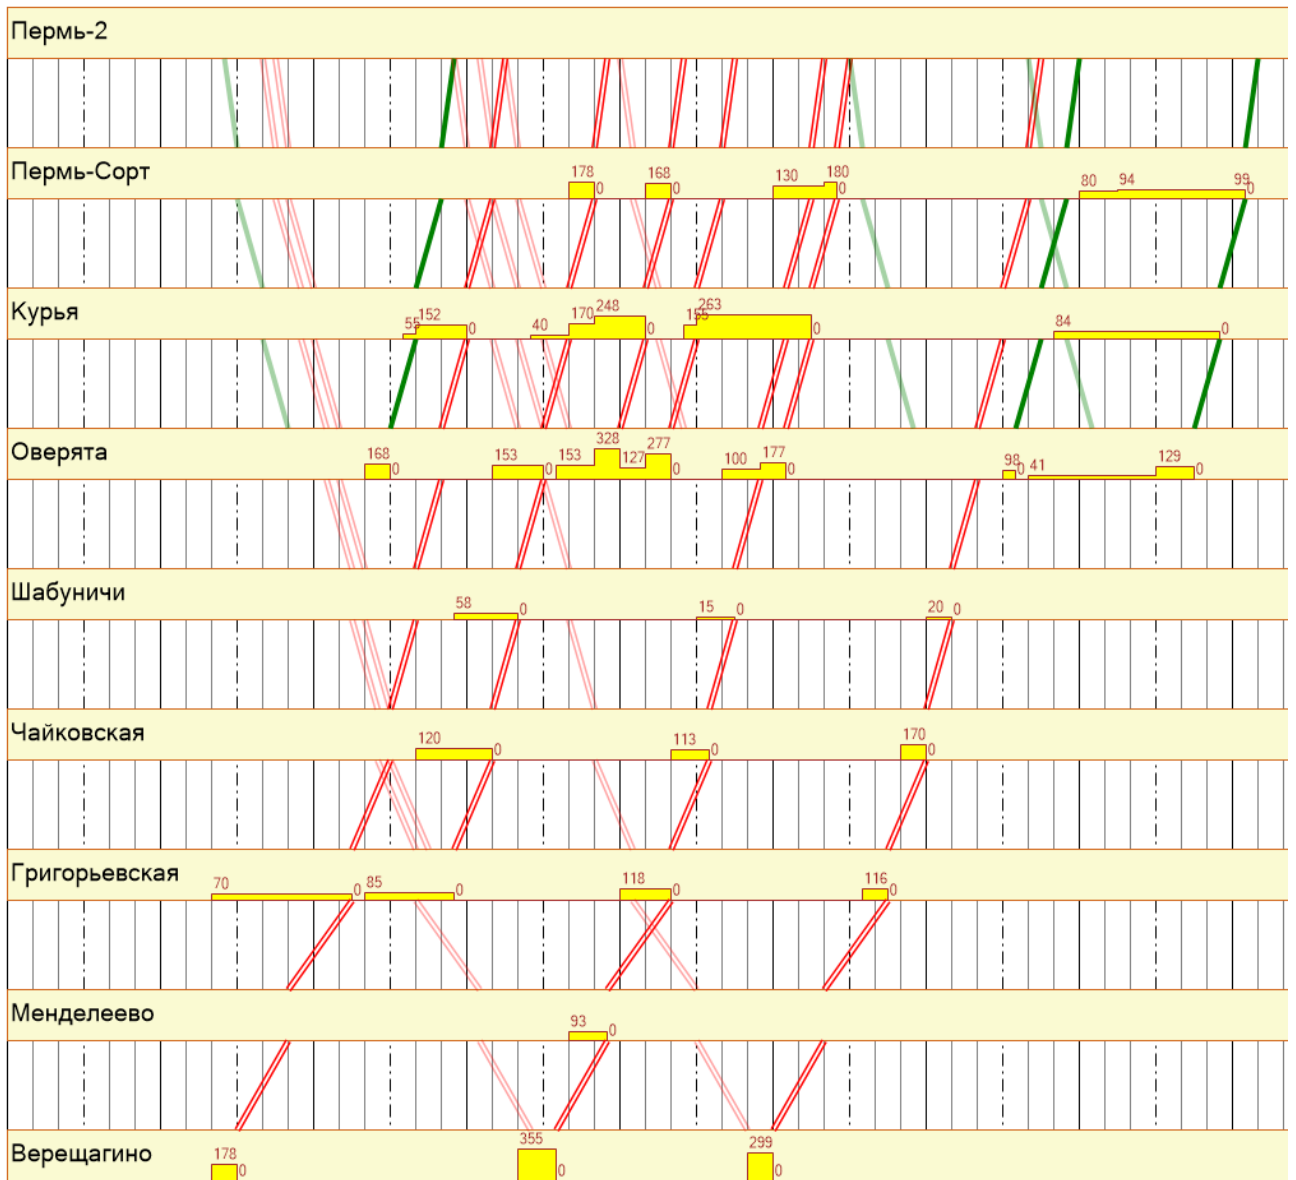 Пермь-2
Пермь-Сорт
178 0 168 0 130 180 0 80 94 99 0
Курья
55 152 0 40 170 248 0 155 263 0 84 0
Оверята
168 0 153 0 153 328 127 277 0 100 177 0 98 0 41 129 0
Шабуничи
58 0 15 0 20 0
Чайковская
120 0 113 0 170 0
Григорьевская
70 0 85 0 118 0 116 0
Менделеево
93 0
Верещагино
178 0 355 0 299 0